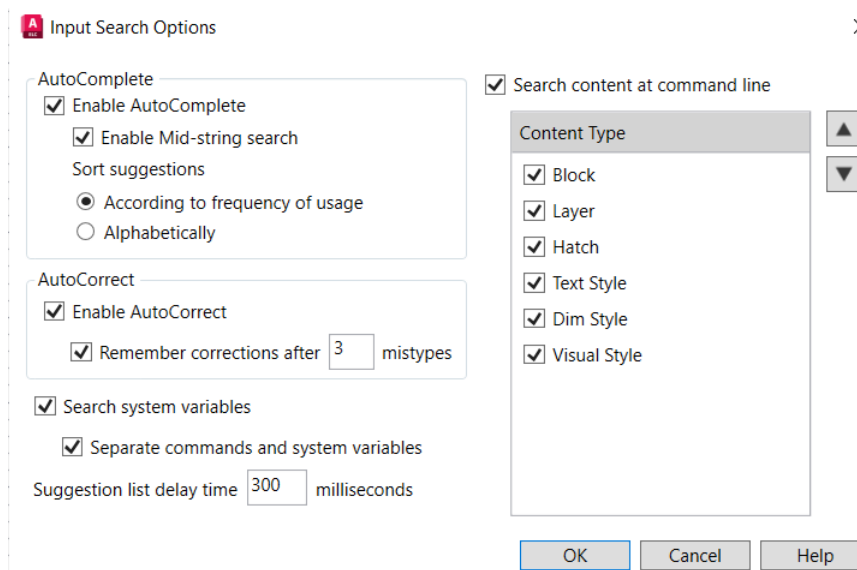 Input Search Options
AutoComplete
Enable AutoComplete
Enable Mid-string search
Sort suggestions
According to frequency of usage
Alphabetically
AutoCorrect
Enable AutoCorrect
Remember corrections after 3 mistypes
Search system variables
Separate commands and system variables
Suggestion list delay time 300 milliseconds
Search content at command line
Content Type
Block
Layer
Hatch
Text Style
Dim Style
Visual Style
OK Cancel Help